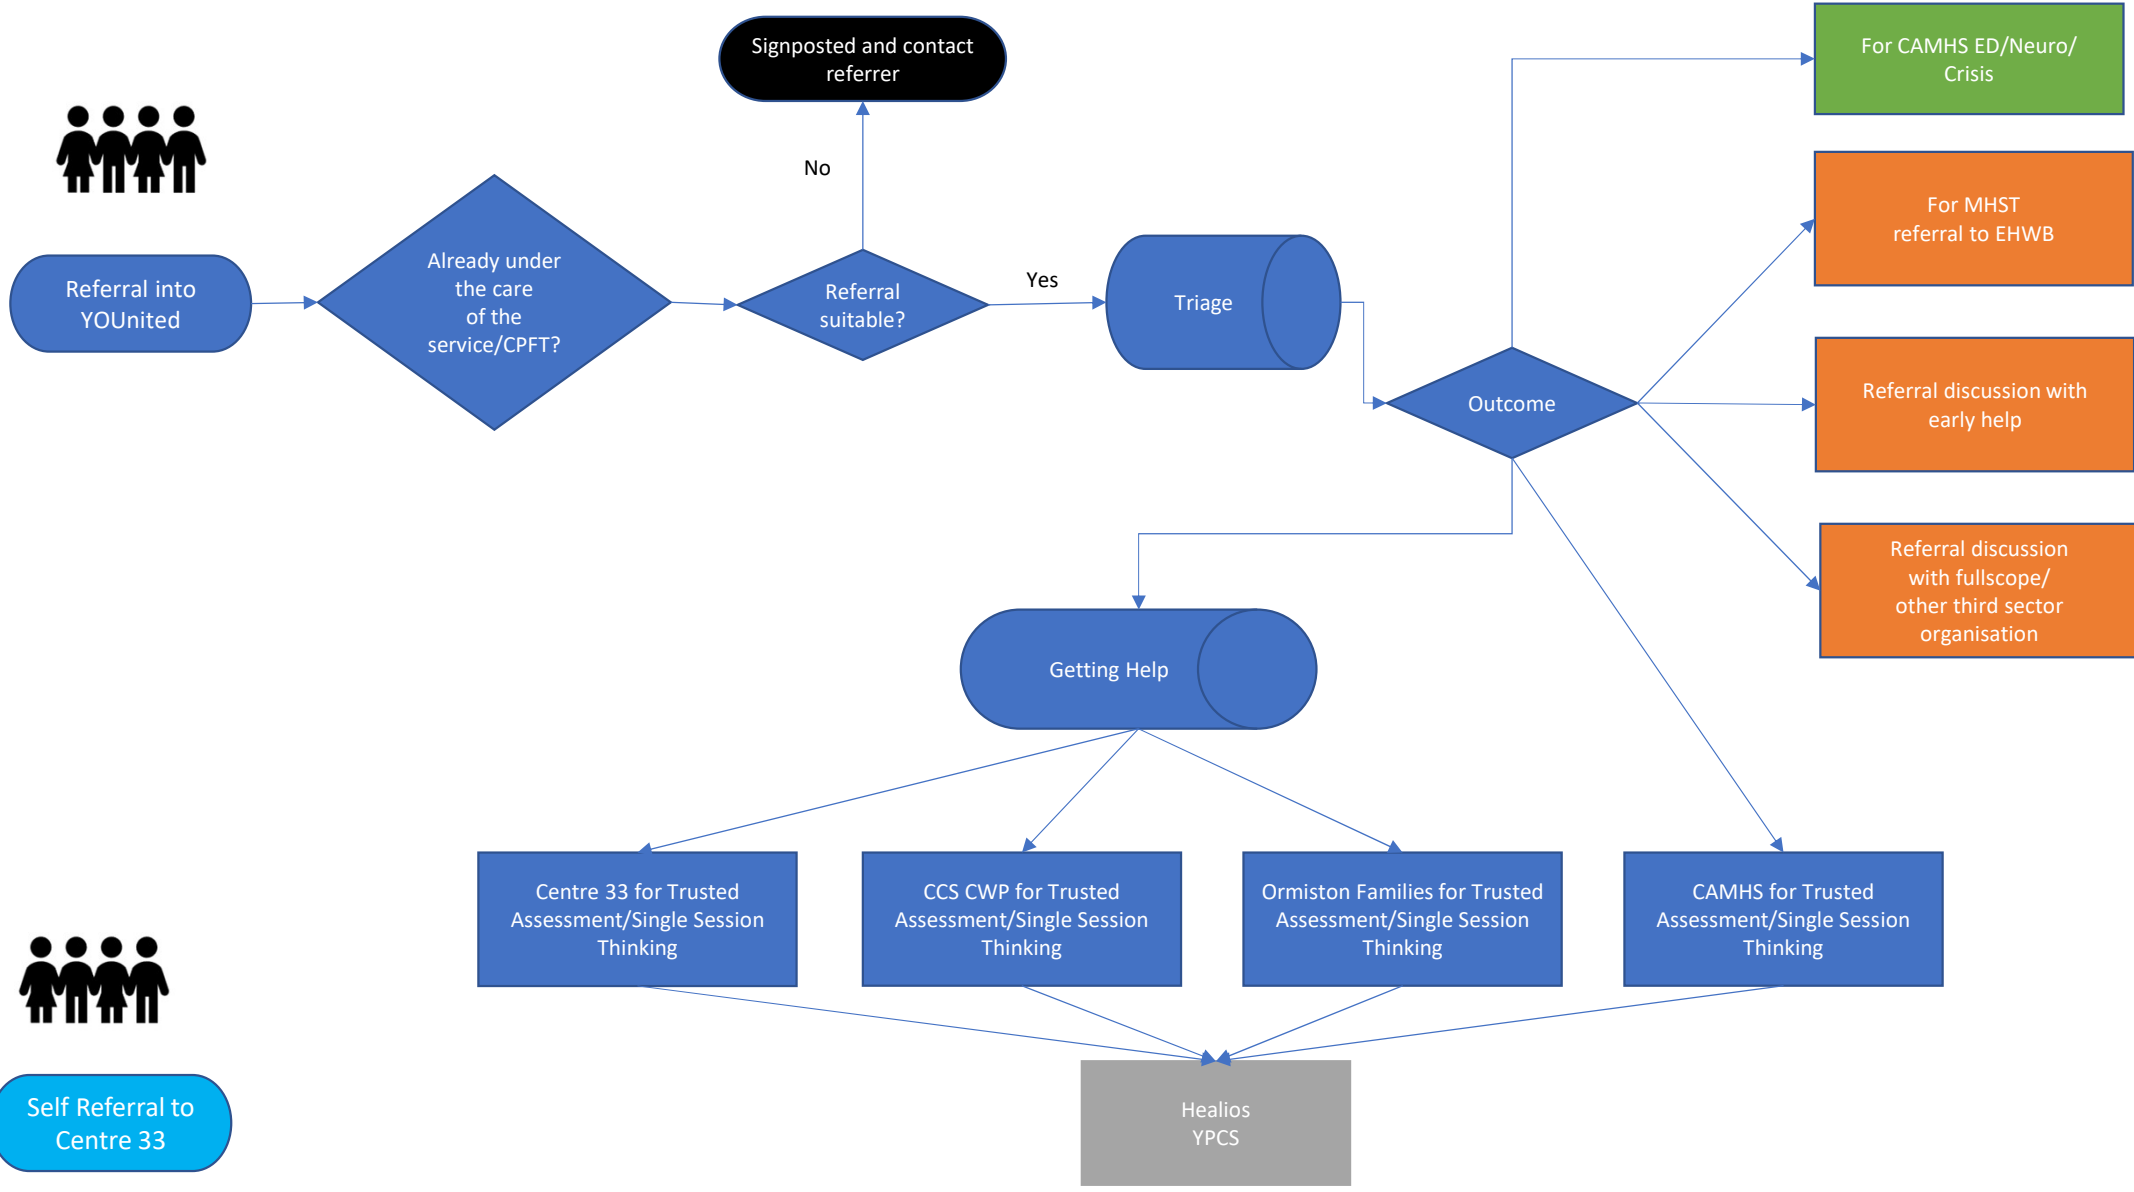 Signposted and contact
referrer
For CAMHS ED/Neuro/
Crisis
No
For MHST
referral to EHWB
Already under
the care
of the
service/CPFT?
Referral into
YOUnited
Referral
suitable?
Yes
Triage
Outcome
Referral discussion with
early help
Referral discussion
with fullscope/
other third sector
organisation
Getting Help
Centre 33 for Trusted
Assessment/Single Session
Thinking
CCS CWP for Trusted
Assessment/Single Session
Thinking
Ormiston Families for Trusted
Assessment/Single Session
Thinking
CAMHS for Trusted
Assessment/Single Session
Thinking
Self Referral to
Centre 33
Healios
YPCS